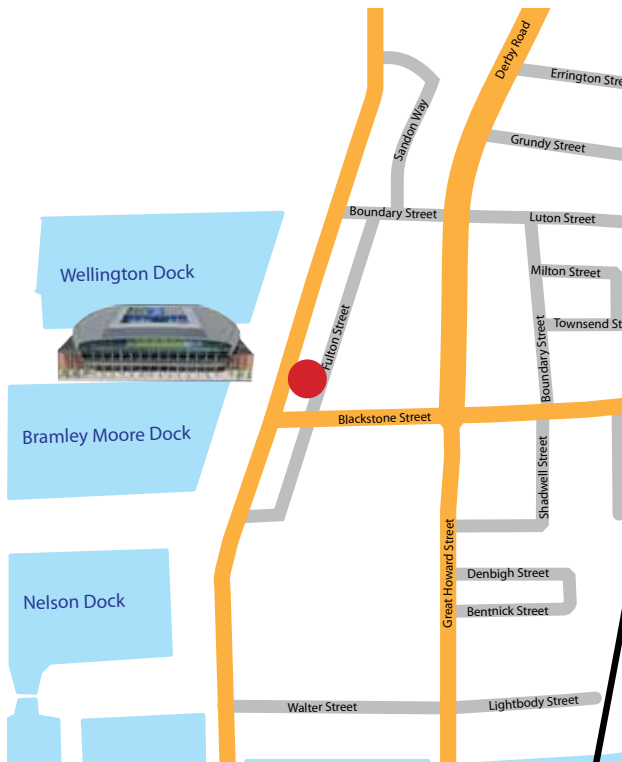 Derby Road
Errington Stre
Sandon Way
Grundy Street
Boundary Street
Luton Street
Wellington Dock
Milton Street
Townsend St
Fulton Street
Boundary Street
Blackstone Street
Bramley Moore Dock
Shadwell Street
Great Howard Street
Denbigh Street
Nelson Dock
Bentnick Street
Walter Street
Lightbody Street